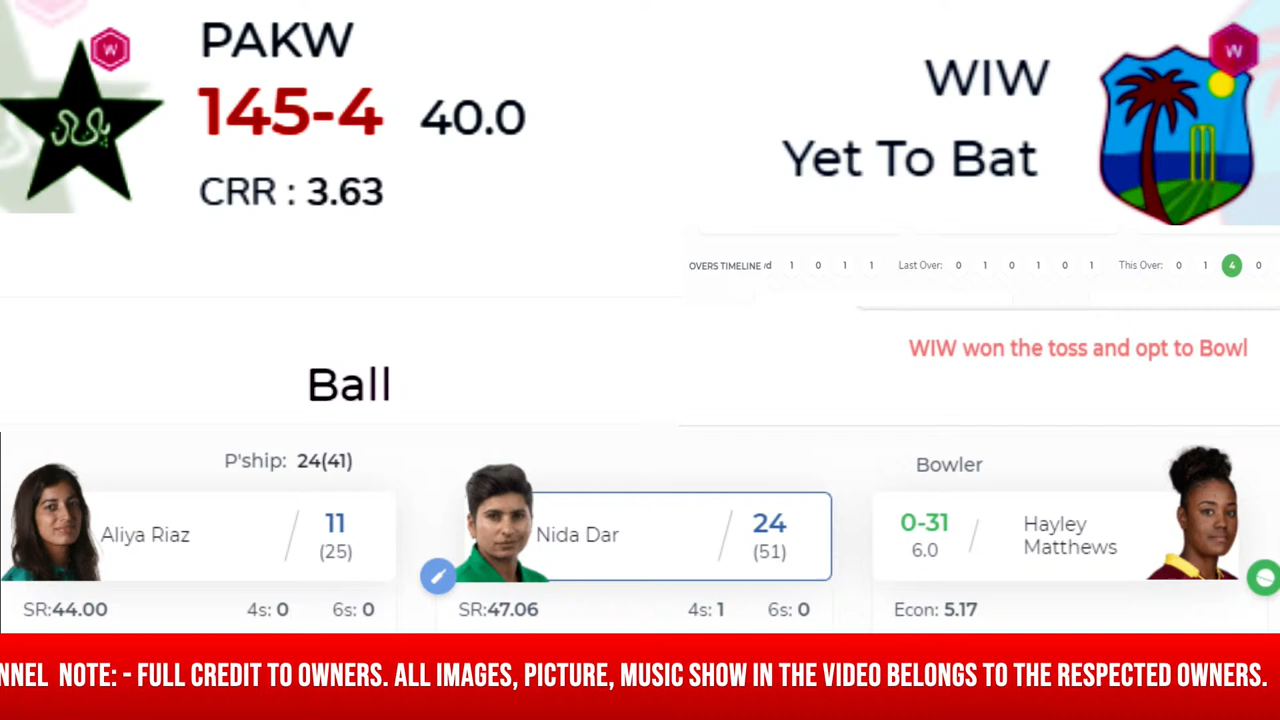 W
PAKW
145-4 40.0
CRR : 3.63
W
WIW
Yet To Bat
OVERS TIMELINE /d 1 0 1 1 Last Over: 0 1 0 1 0 1 This Over: 0 1 4 0
WIW won the toss and opt to Bowl
Ball
P'ship: 24(41)
Aliya Riaz 11
(25)
SR:44.00 4s: 0 6s: 0
Nida Dar 24
(51)
SR:47.06 4s: 1 6s: 0
Bowler
0-31
6.0
Hayley
Matthews
Econ: 5.17
NNEL NOTE: - FULL CREDIT TO OWNERS. ALL IMAGES, PICTURE, MUSIC SHOW IN THE VIDEO BELONGS TO THE RESPECTED OWNERS.